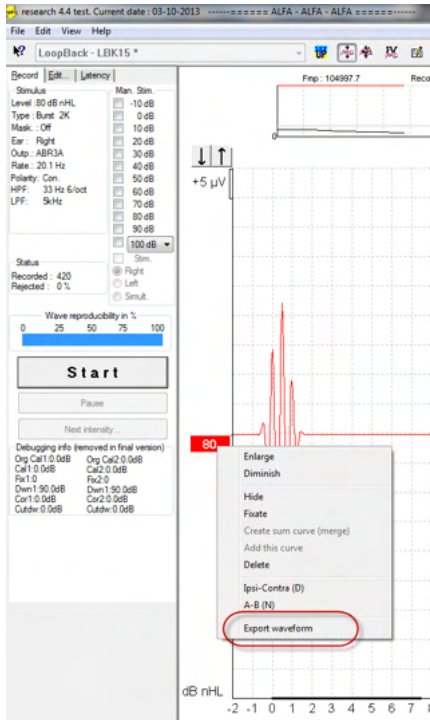 research 4.4 test. Current date : 03-10-2013 ------====== ALFA - ALFA - ALFA ======------
File Edit View Help
LoopBack - LBK15 *
Record Edit... Latency
Stimulus
Level :80 dB nHL
Type : Burst 2K
Mask. : Off
Ear : Right
Outp.: ABR3A
Rate.: 20.1 Hz
Polarity: Con.
HPF: 33 Hz 6/oct
LPF: 5kHz
Man. Stim.
-10 dB
0 dB
10 dB
20 dB
30 dB
40 dB
50 dB
60 dB
70 dB
80 dB
90 dB
100 dB
Stim.
Right
Left
Simult.
Status
Recorded : 420
Rejected : 0 %
Wave reproducibility in %
0 25 50 75 100
Start
Pause
Next intensity...
Debugging info (removed in final version)
Org Cal1:0.0dB Org Cal2:0.0dB
Cal1:0.0dB Cal2:0.0dB
Fix1:0 Fix2:0
Dwn1:90.0dB Dwn1:90.0dB
Cor1:0.0dB Cor2:0.0dB
Cutdw:0.0dB Cutdw:0.0dB
Fmp : 104997.7 Reco
0
+5 µV
80
Enlarge
Diminish
Hide
Fixate
Create sum curve (merge)
Add this curve
Delete
Ipsi-Contra (D)
A-B (N)
Export waveform
dB nHL
-2 -1 0 1 2 3 4 5 6 7 8